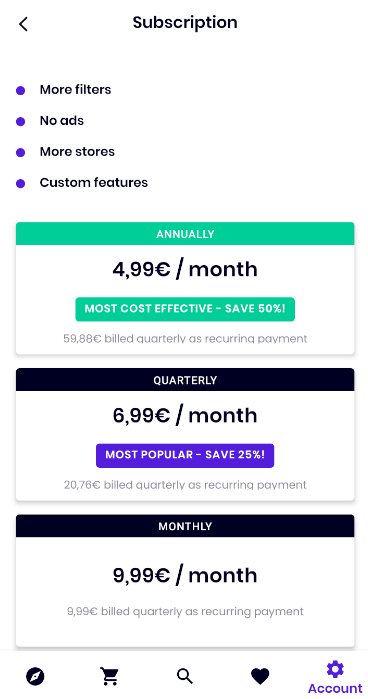 Subscription
More filters
No ads
More stores
Custom features
ANNUALLY
4,99€ / month
MOST COST EFFECTIVE - SAVE 50%!
59,88€ billed quarterly as recurring payment
QUARTERLY
6,99€ / month
MOST POPULAR - SAVE 25%!
20,76€ billed quarterly as recurring payment
MONTHLY
9,99€ / month
9,99€ billed quarterly as recurring payment
Account